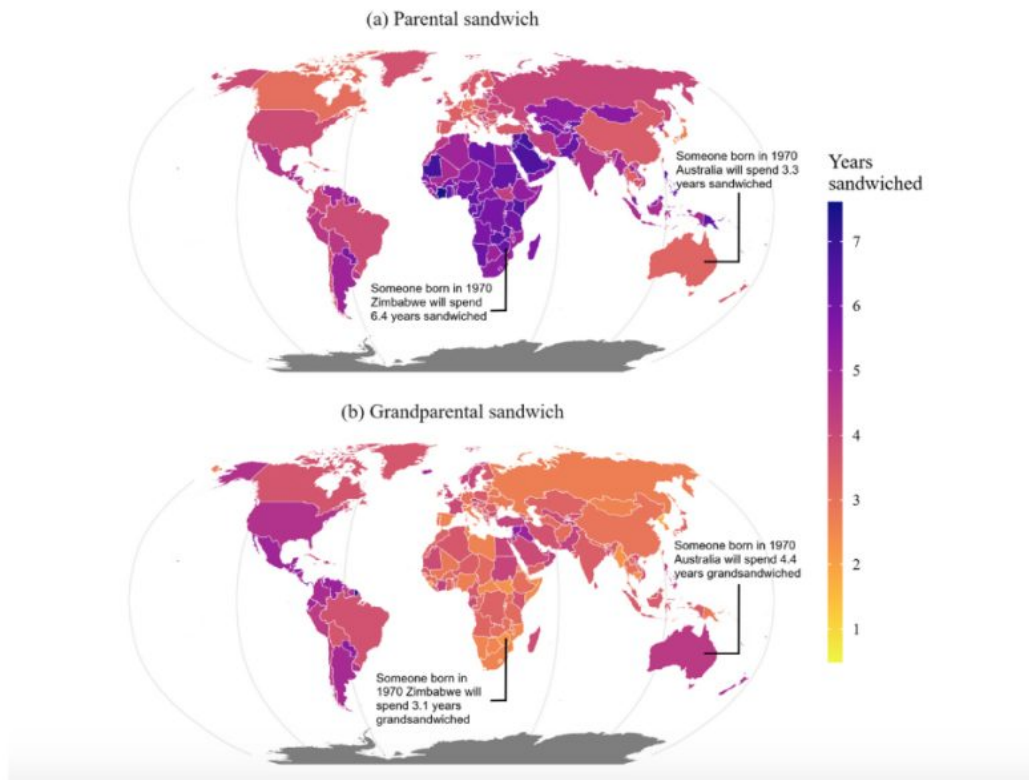 (a) Parental sandwich
Someone born in 1970
Australia will spend 3.3
years sandwiched
Someone born in 1970
Zimbabwe will spend
6.4 years sandwiched
Years
sandwiched
7
6
5
4
3
2
1
(b) Grandparental sandwich
Someone born in 1970
Australia will spend 4.4
years grandsandwiched
Someone born in
1970 Zimbabwe will
spend 3.1 years
grandsandwiched